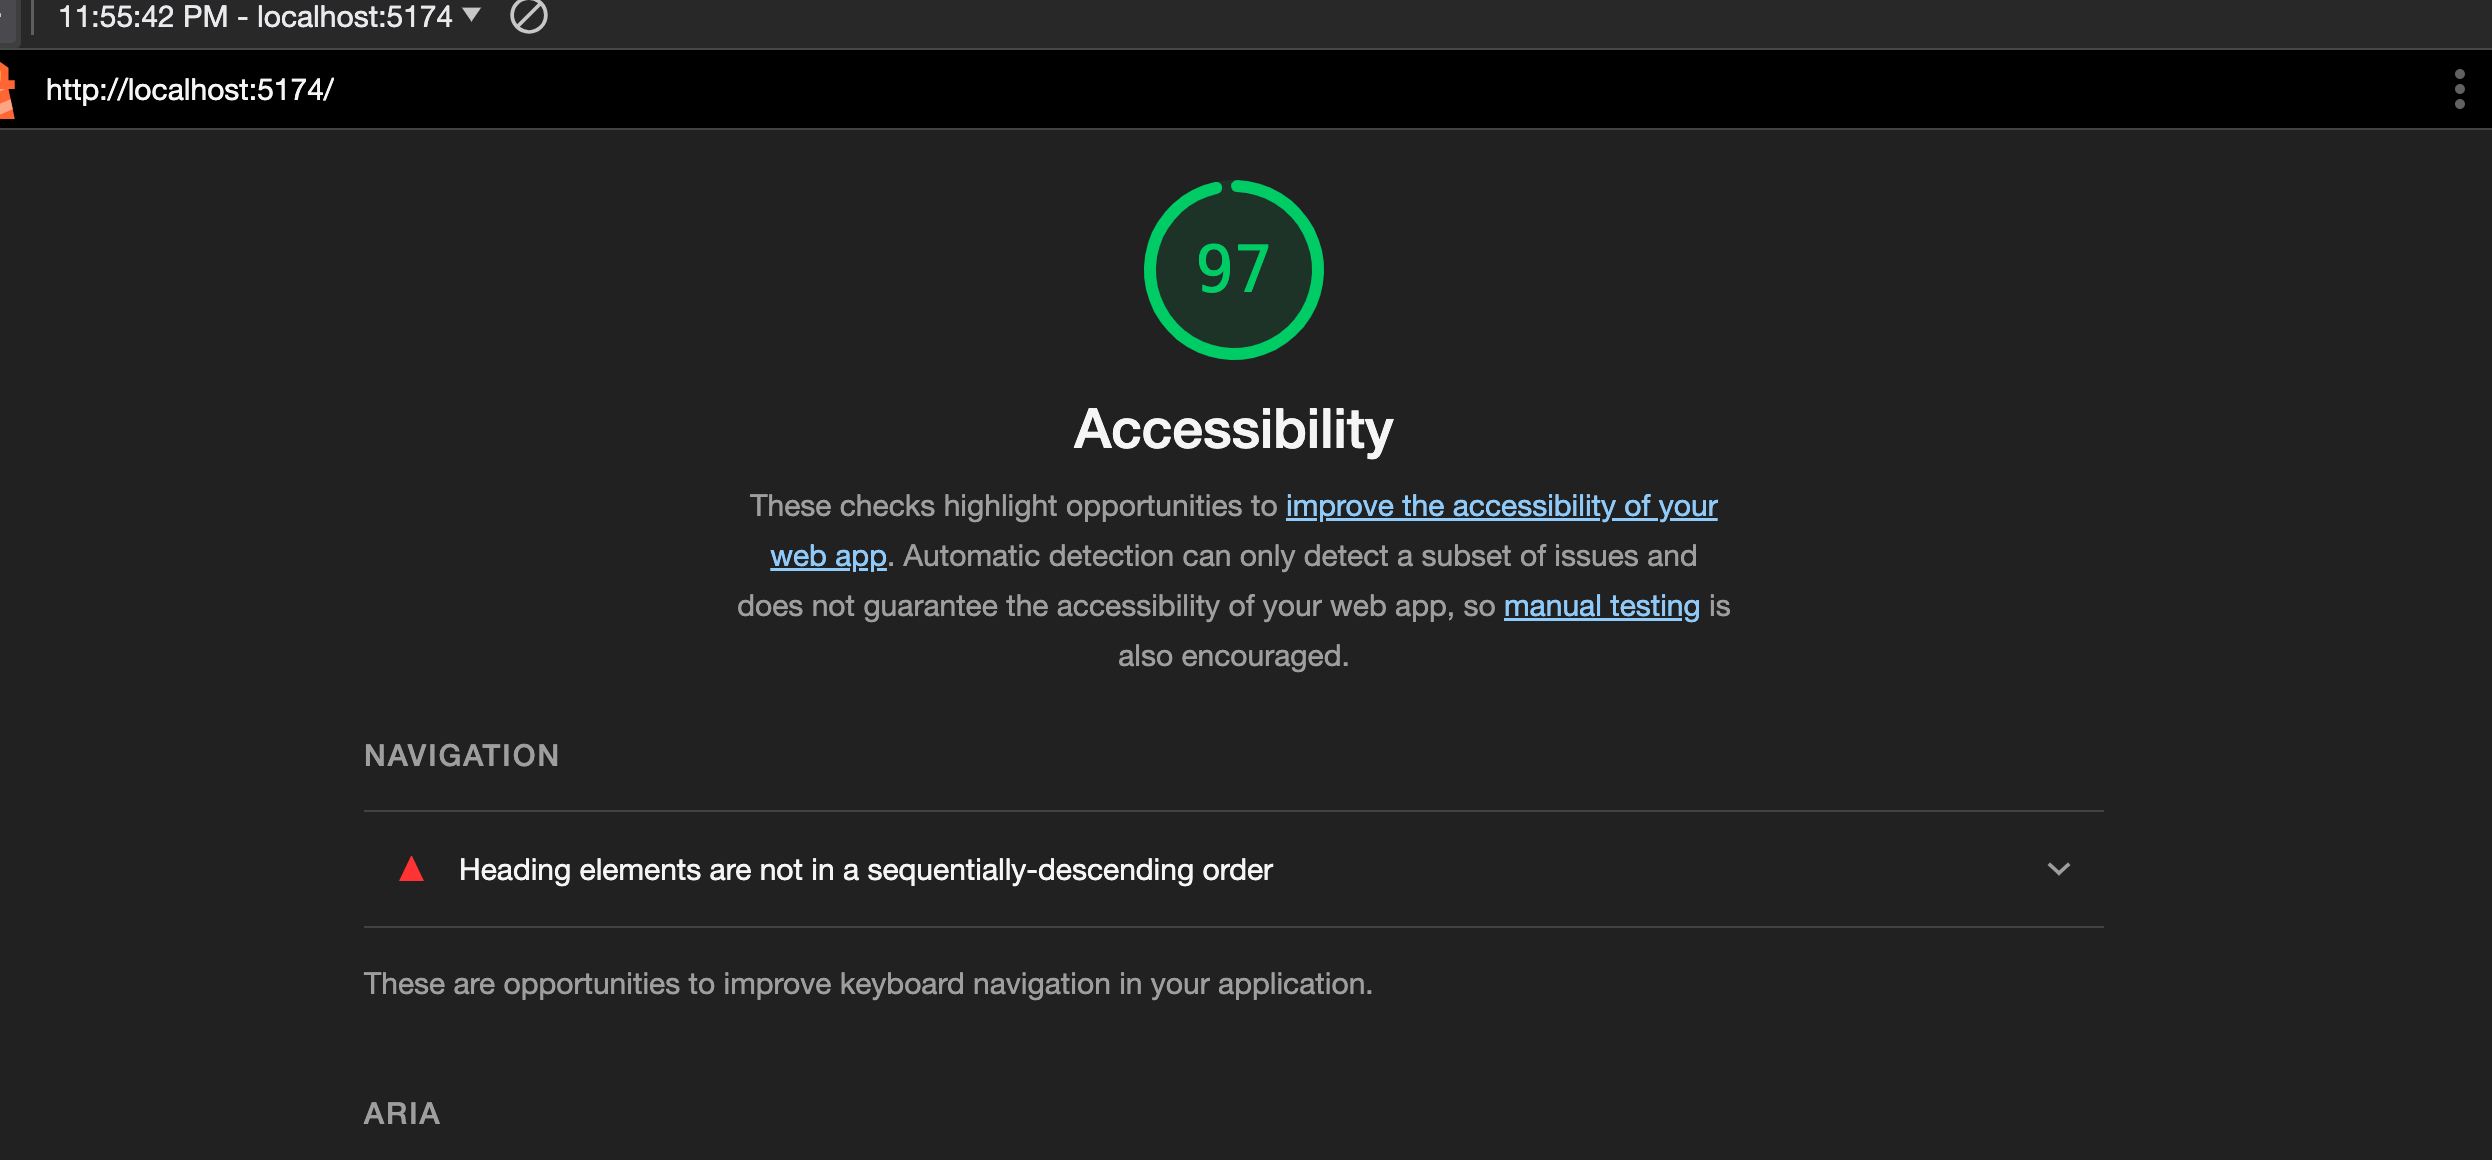 11:55:42 PM - localhost:5174
http://localhost:5174/
97
Accessibility
These checks highlight opportunities to improve the accessibility of your
web app. Automatic detection can only detect a subset of issues and
does not guarantee the accessibility of your web app, so manual testing is
also encouraged.
NAVIGATION
Heading elements are not in a sequentially-descending order
These are opportunities to improve keyboard navigation in your application.
ARIA